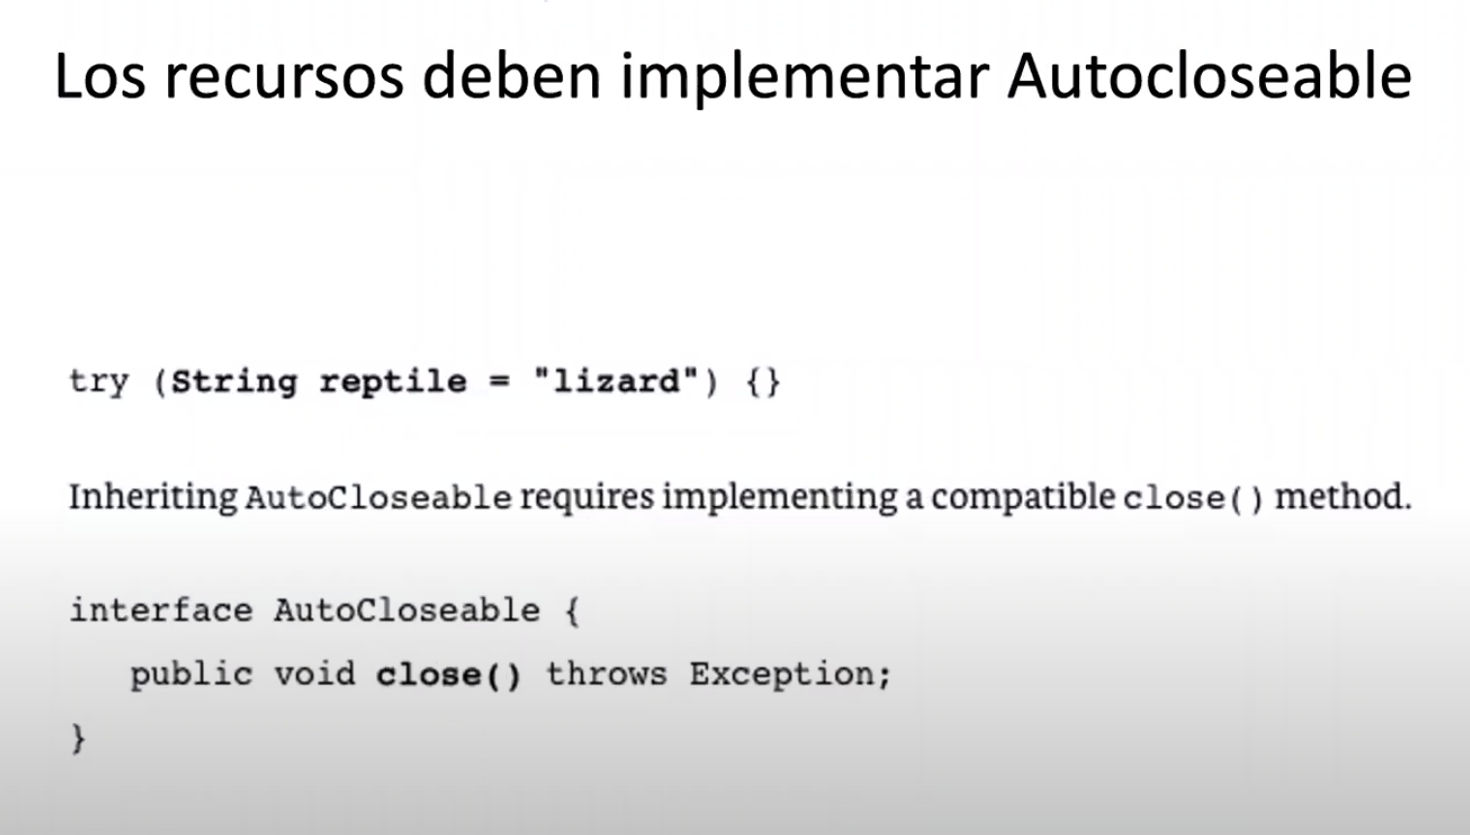 Los recursos deben implementar Autocloseable
try (String reptile = "lizard") {}
Inheriting AutoCloseable requires implementing a compatible close() method.
interface AutoCloseable {
public void close() throws Exception;
}